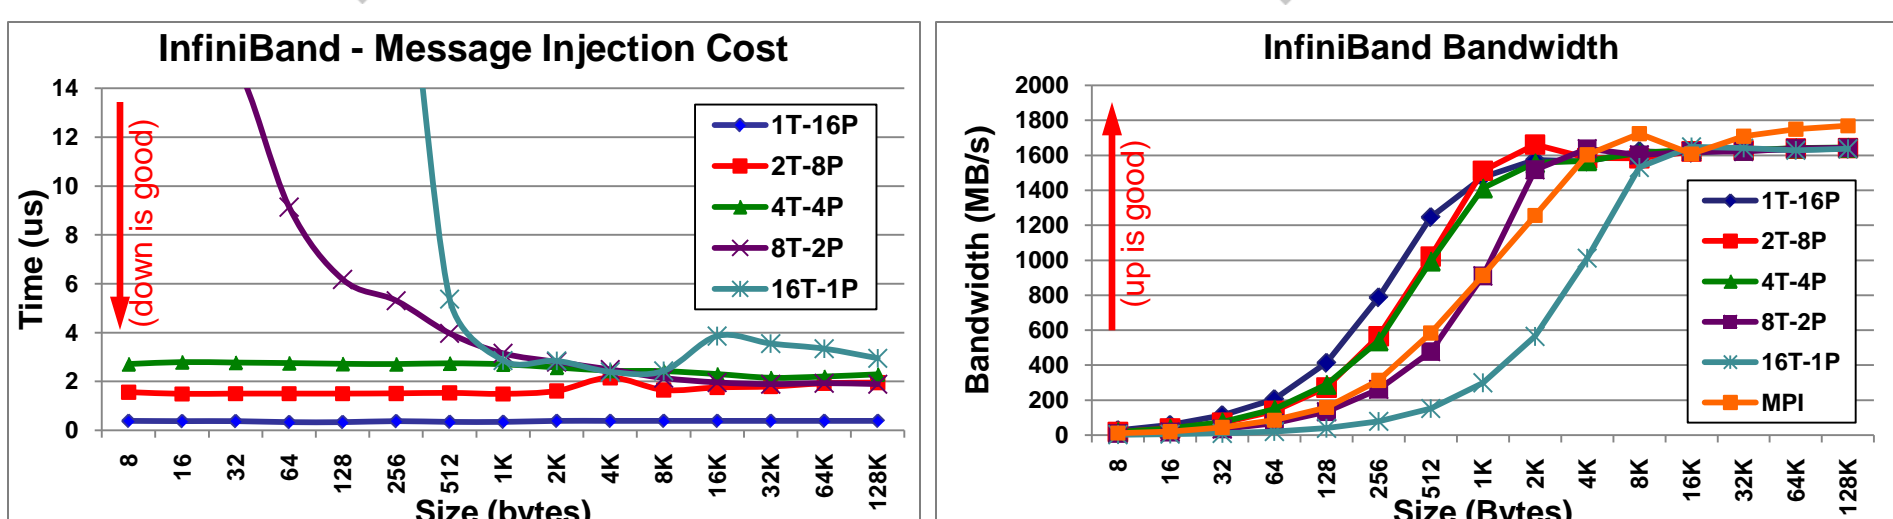 InfiniBand - Message Injection Cost
14
12
10
8
6
4
2
0
Time (us)
(down is good)
1T-16P
2T-8P
4T-4P
8T-2P
16T-1P
8
16
32
64
128
256
512
1K
2K
4K
8K
16K
32K
64K
128K
Size (bytes)
InfiniBand Bandwidth
2000
1800
1600
1400
1200
1000
800
600
400
200
0
Bandwidth (MB/s)
(up is good)
1T-16P
2T-8P
4T-4P
8T-2P
16T-1P
MPI
8
16
32
64
128
256
512
1K
2K
4K
8K
16K
32K
64K
128K
Size (Bytes)